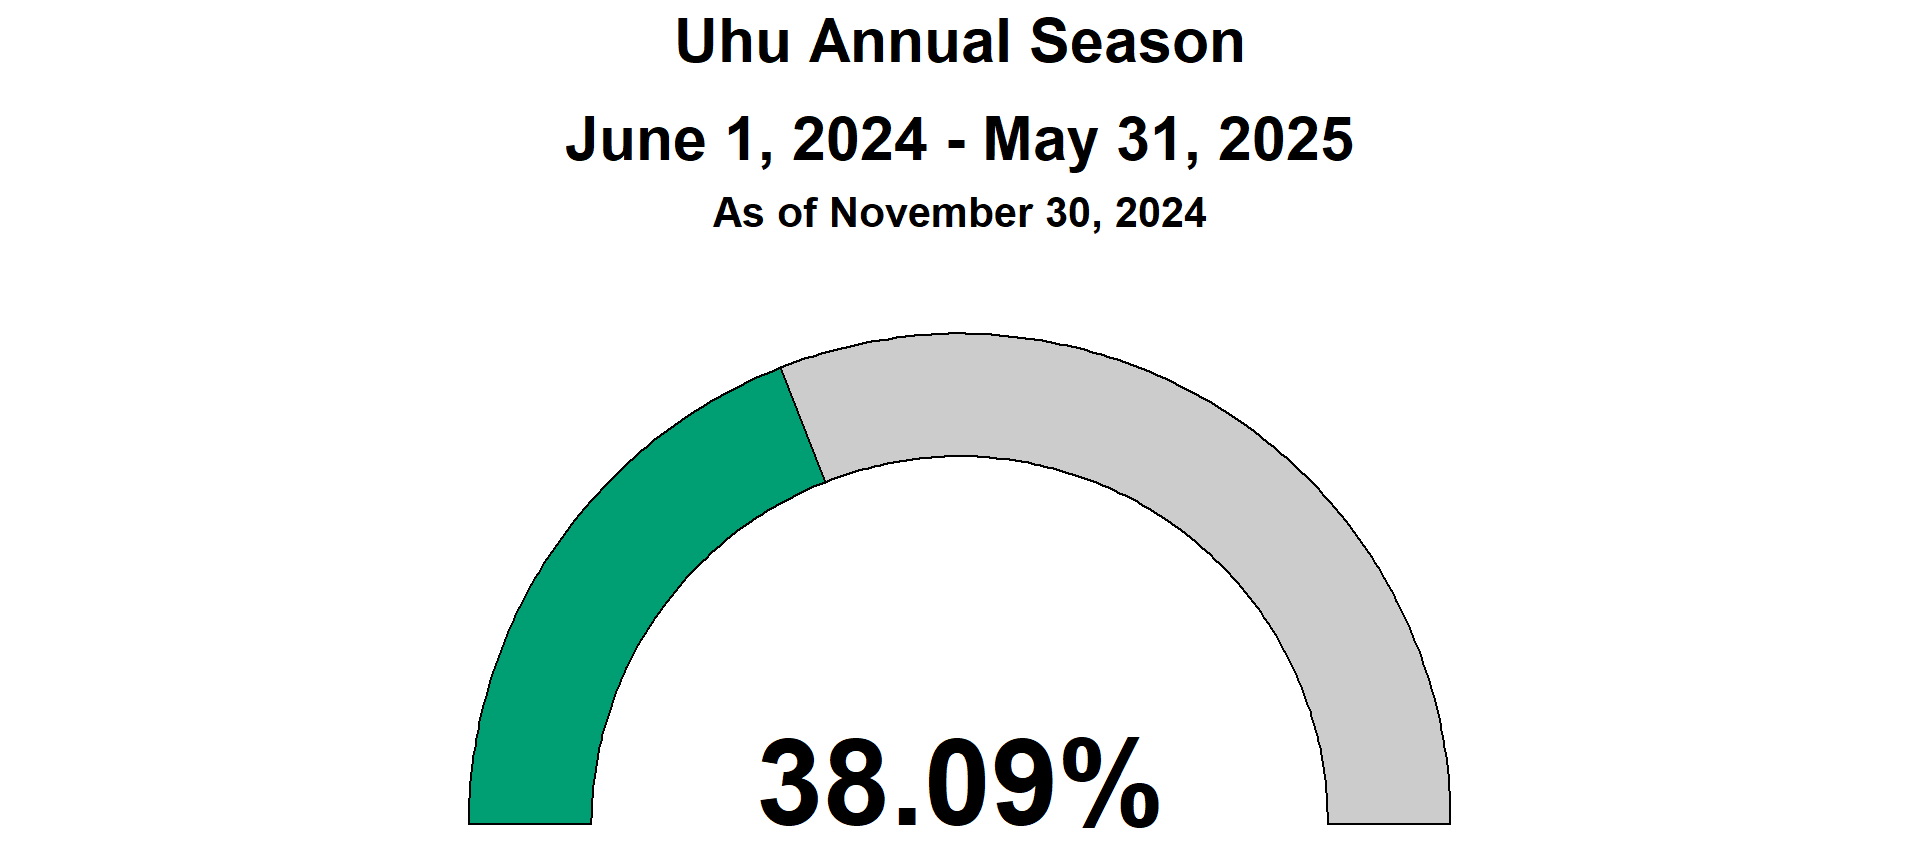 Uhu Annual Season
June 1, 2024 - May 31, 2025
As of November 30, 2024
38.09%